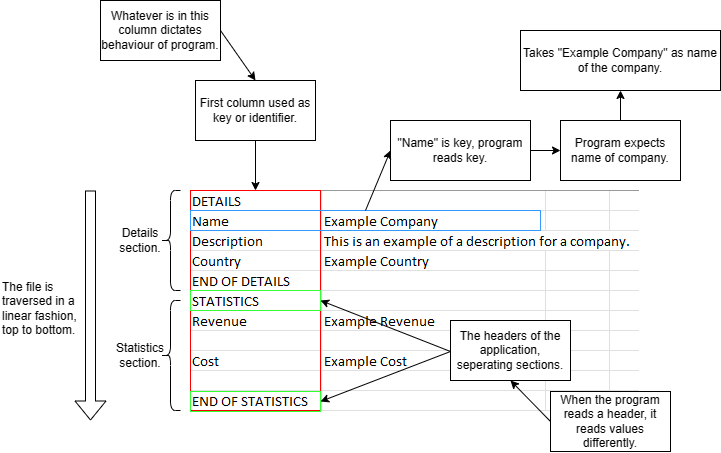 Whatever is in this
column dictates
behaviour of program.
Takes "Example Company" as name
of the company.
First column used as
key or identifier.
"Name" is key, program
reads key.
Program expects
name of company.
DETAILS
Name Example Company
Details
section.
Description This is an example of a description for a company.
Country Example Country
END OF DETAILS
The file is
traversed in a
linear fashion,
top to bottom.
STATISTICS
Revenue Example Revenue
Statistics
section.
Cost Example Cost
END OF STATISTICS
The headers of the
application,
seperating sections.
When the program
reads a header, it
reads values
differently.